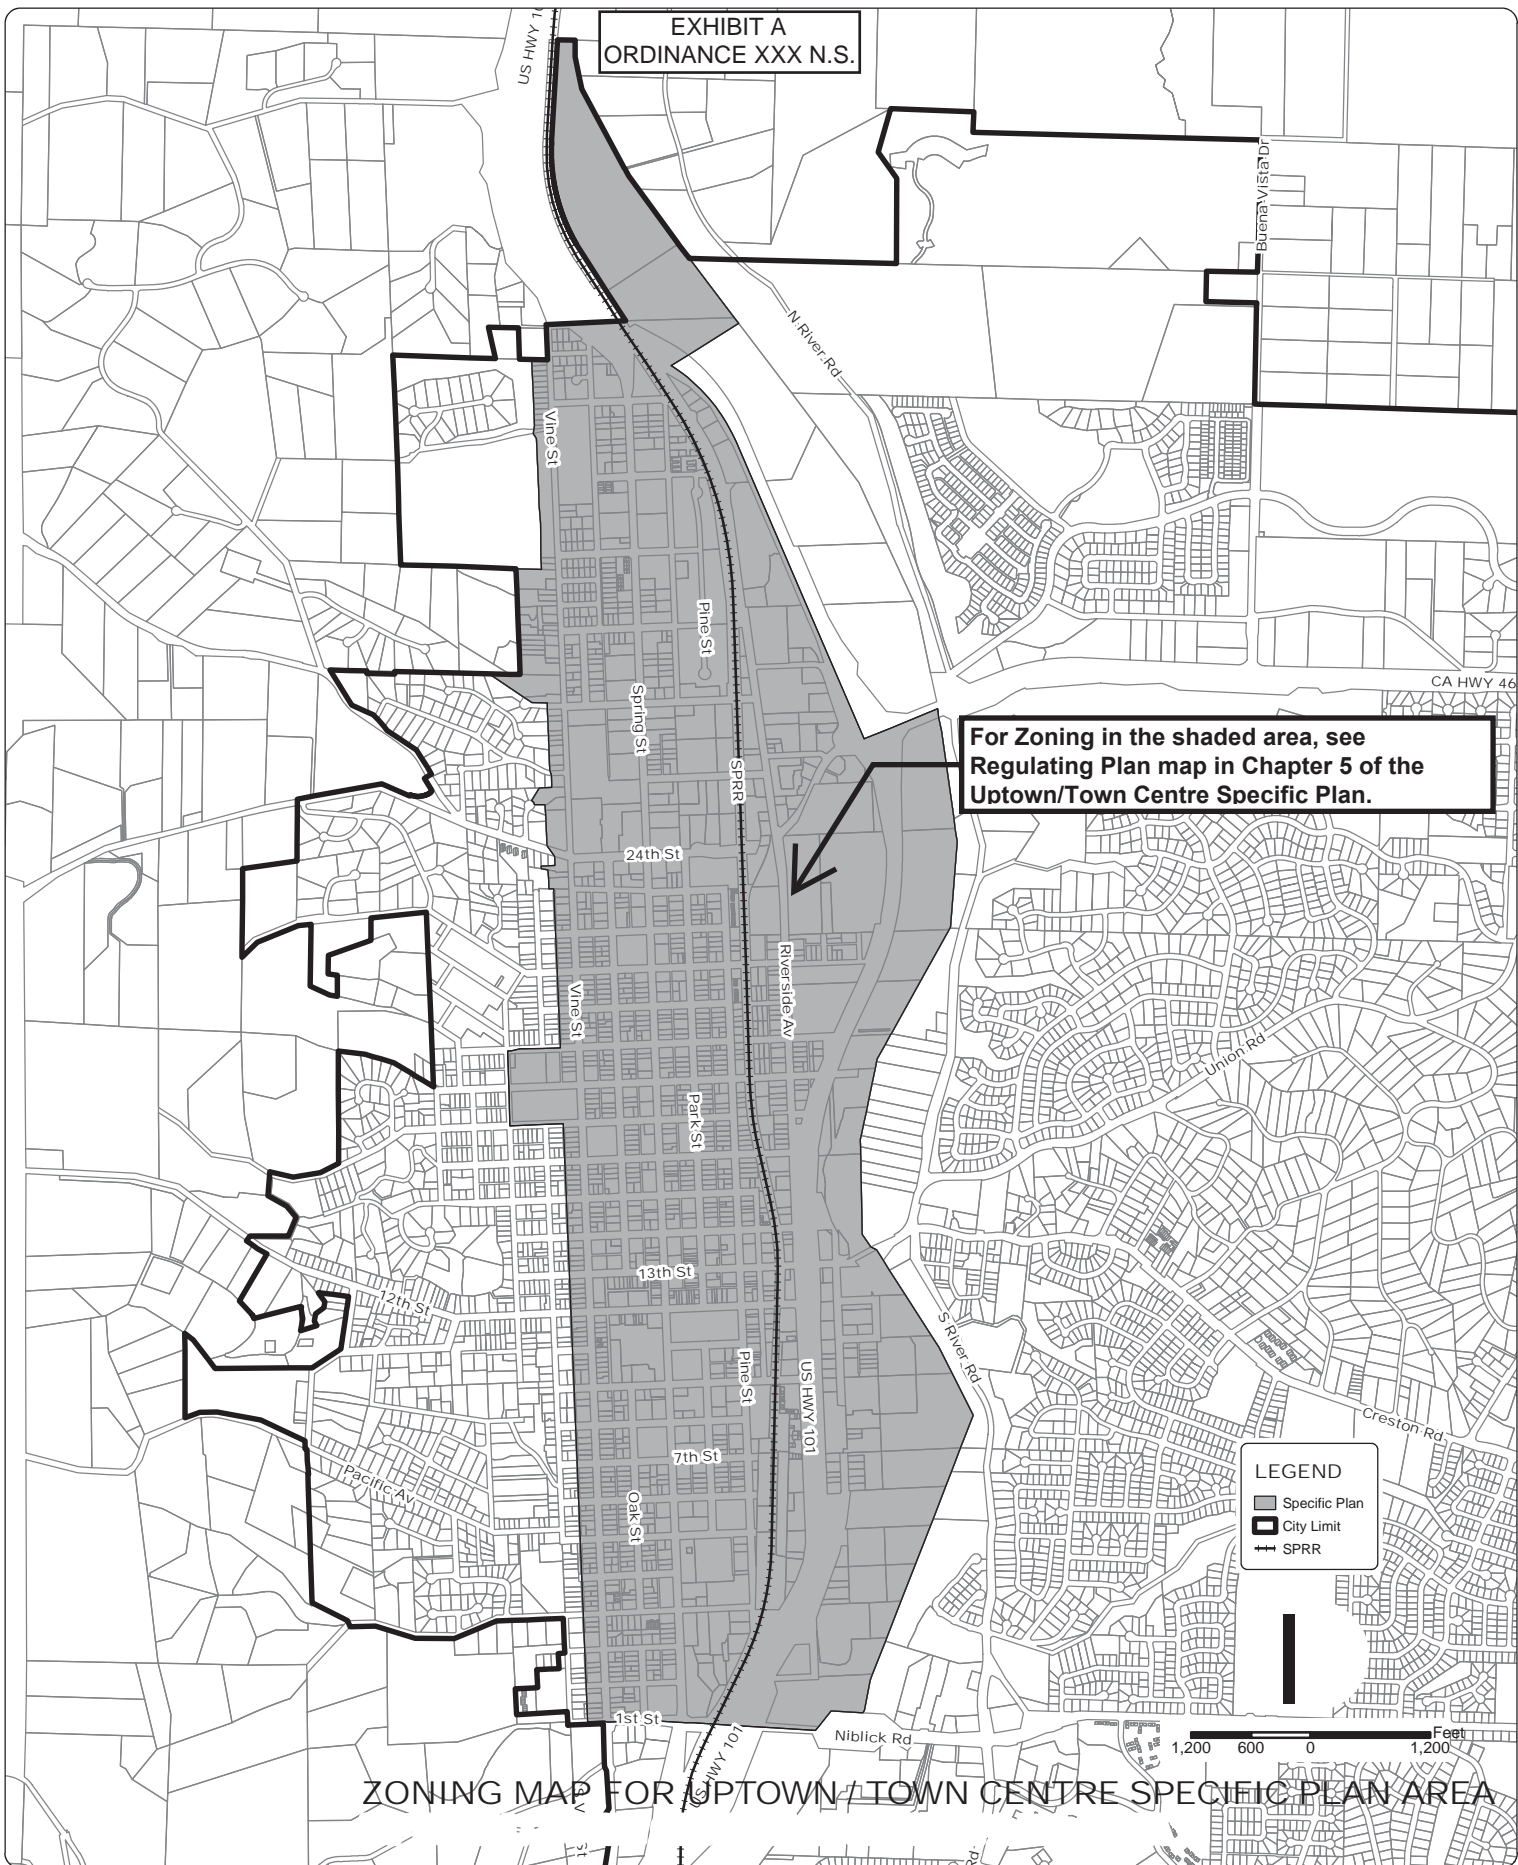 EXHIBIT A
ORDINANCE XXX N.S.
US HWY 10
Buena Vista Dr
N River Rd
Vine St
Pine St
CA HWY 46
Spring St
For Zoning in the shaded area, see
Regulating Plan map in Chapter 5 of the
Uptown/Town Centre Specific Plan.
SPRR
24th St
Riverside Av
Vine St
Union Rd
Park St
13th St
12th St
S River Rd
Pine St
US HWY 101
Creston Rd
7th St
Pacific Av
Oak St
LEGEND
Specific Plan
City Limit
SPRR
1st St
Niblick Rd
US HWY 101
Feet
1,200 600 0 1,200
ZONING MAP FOR UPTOWN / TOWN CENTRE SPECIFIC PLAN AREA
St
Rd